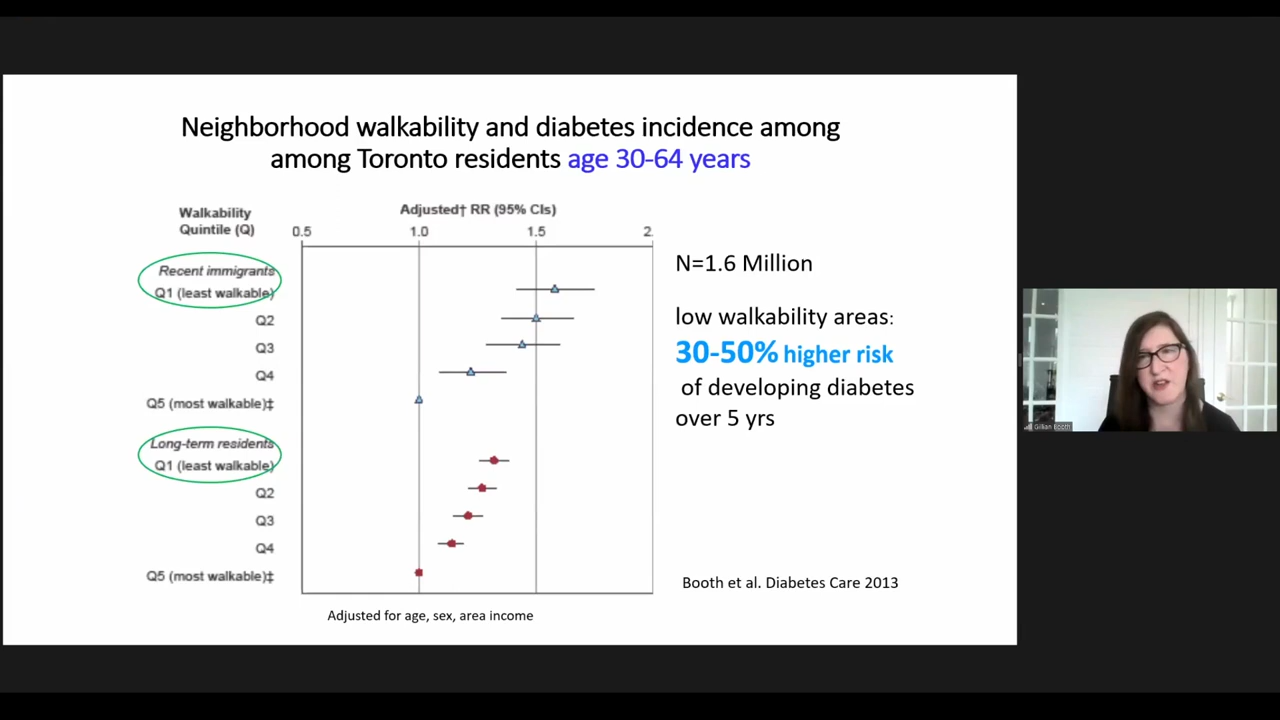 Neighborhood walkability and diabetes incidence among
among Toronto residents age 30-64 years
Walkability
Quintile (Q)
Adjusted† RR (95% CIs)
0.5
1.0
1.5
2.
Recent immigrants
Q1 (least walkable)
Q2
Q3
Q4
Q5 (most walkable)‡
Long-term residents
Q1 (least walkable)
Q2
Q3
Q4
Q5 (most walkable)‡
Adjusted for age, sex, area income
N=1.6 Million
low walkability areas:
30-50% higher risk
of developing diabetes
over 5 yrs
Booth et al. Diabetes Care 2013
Gillian Booth